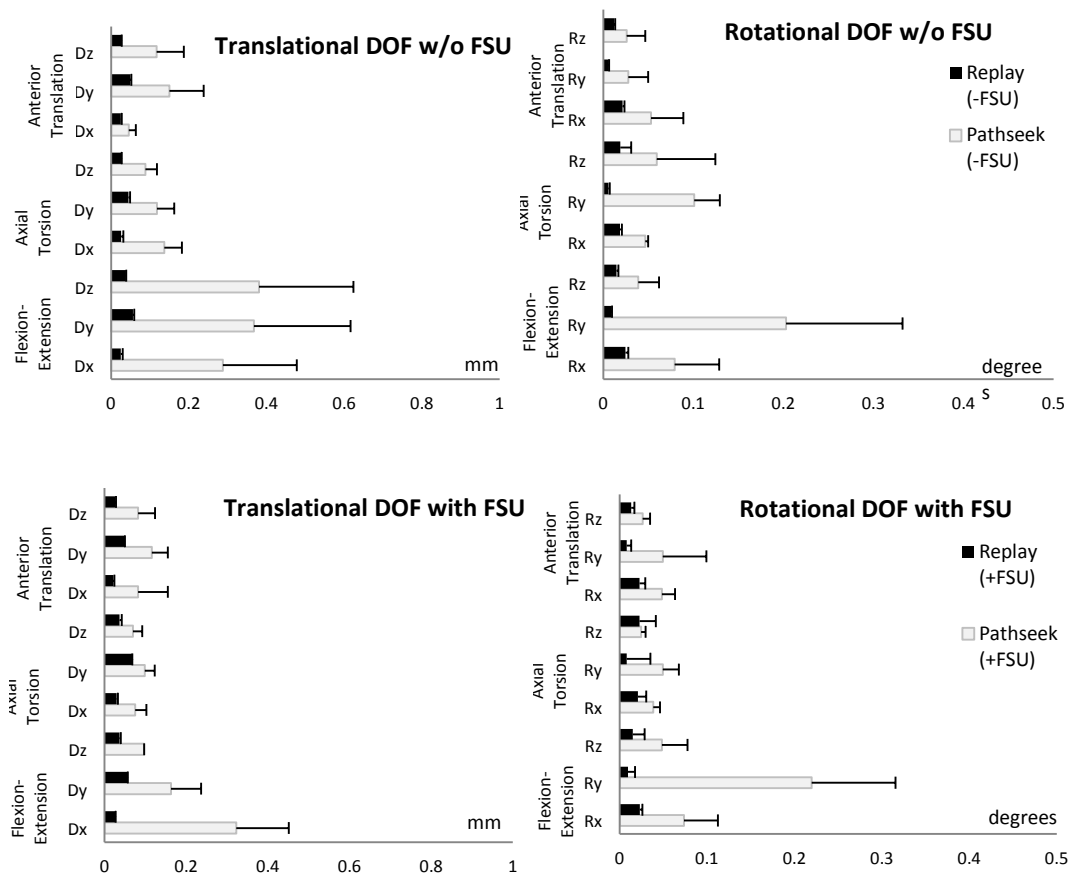 Translational DOF w/o FSU
Anterior
Translation
Axial
Torsion
Flexion-
Extension
Dz
Dy
Dx
Dz
Dy
Dx
Dz
Dy
Dx
mm
0 0.2 0.4 0.6 0.8 1
Rotational DOF w/o FSU
Anterior
Translation
Axial
Torsion
Flexion-
Extension
Rz
Ry
Rx
Rz
Ry
Rx
Rz
Ry
Rx
Replay
(-FSU)
Pathseek
(-FSU)
degree
s
0 0.1 0.2 0.3 0.4 0.5
Translational DOF with FSU
Anterior
Translation
Axial
Torsion
Flexion-
Extension
Dz
Dy
Dx
Dz
Dy
Dx
Dz
Dy
Dx
mm
0 0.2 0.4 0.6 0.8 1
Rotational DOF with FSU
Anterior
Translation
Axial
Torsion
Flexion-
Extension
Rz
Ry
Rx
Rz
Ry
Rx
Rz
Ry
Rx
Replay
(+FSU)
Pathseek
(+FSU)
degrees
0 0.1 0.2 0.3 0.4 0.5